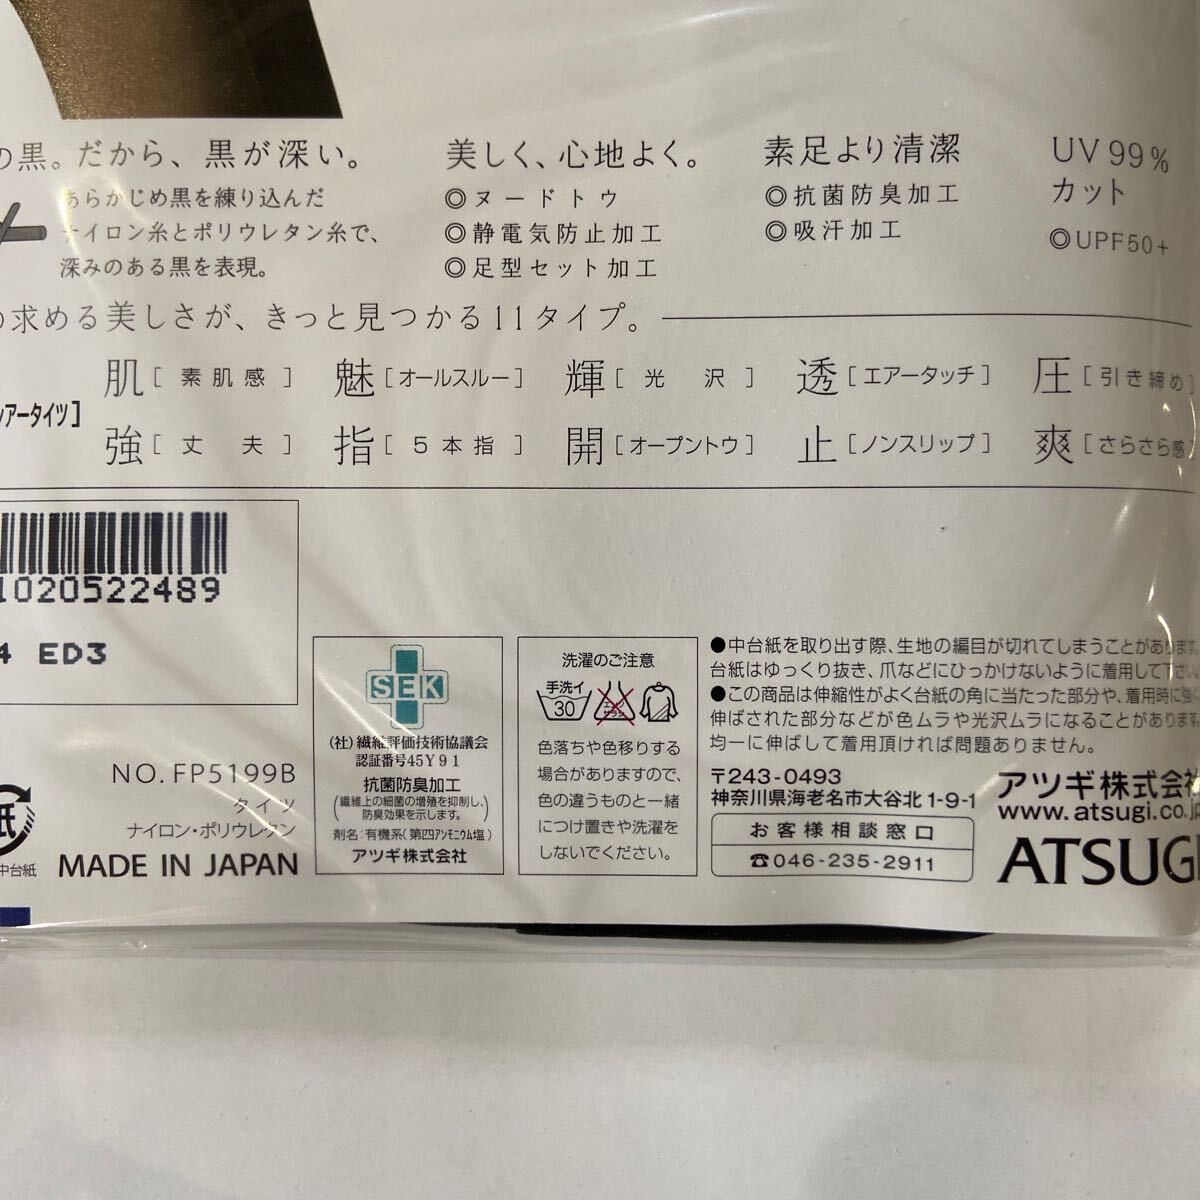 の黒。だから、黒が深い。
あらかじめ黒を練り込んだ
ナイロン糸とポリウレタン糸で、
深みのある黒を表現。
美しく、心地よく。
◎ヌードトウ
◎静電気防止加工
◎足型セット加工
素足より清潔
◎抗菌防臭加工
◎吸汗加工
UV99%
カット
◎UPF50+
の求める美しさが、きっと見つかる11タイプ。
肌[素肌感] 魅[オールスルー] 輝[光沢] 透[エアータッチ] 圧[引き締め]
アータイツ]
強[丈夫] 指[5本指] 開[オープントウ] 止[ノンスリップ] 爽[さらさら感]
1020522489
4 ED3
紙
中台紙
NO. FP5199B
タイツ
ナイロン・ポリウレタン
MADE IN JAPAN
SEK
(社)繊維評価技術協議会
認証番号45Y91
抗菌防臭加工
(繊維上の細菌の増殖を抑制し、
防臭効果を示します。)
剤名:有機系(第四アンモニウム塩)
アツギ株式会社
洗濯のご注意
手洗イ
30
エンソサラシ
色落ちや色移りする
場合がありますので、
色の違うものと一緒
につけ置きや洗濯を
しないでください。
●中台紙を取り出す際、生地の編目が切れてしまうことがあります。
台紙はゆっくり抜き、爪などにひっかけないように着用して下さい。
●この商品は伸縮性がよく台紙の角に当たった部分や、着用時に強く
伸ばされた部分などが色ムラや光沢ムラになることがあります。
均一に伸ばして着用頂ければ問題ありません。
〒243-0493
神奈川県海老名市大谷北1-9-1
お客様相談窓口
☎046-235-2911
アツギ株式会社
www.atsugi.co.jp
ATSUGI